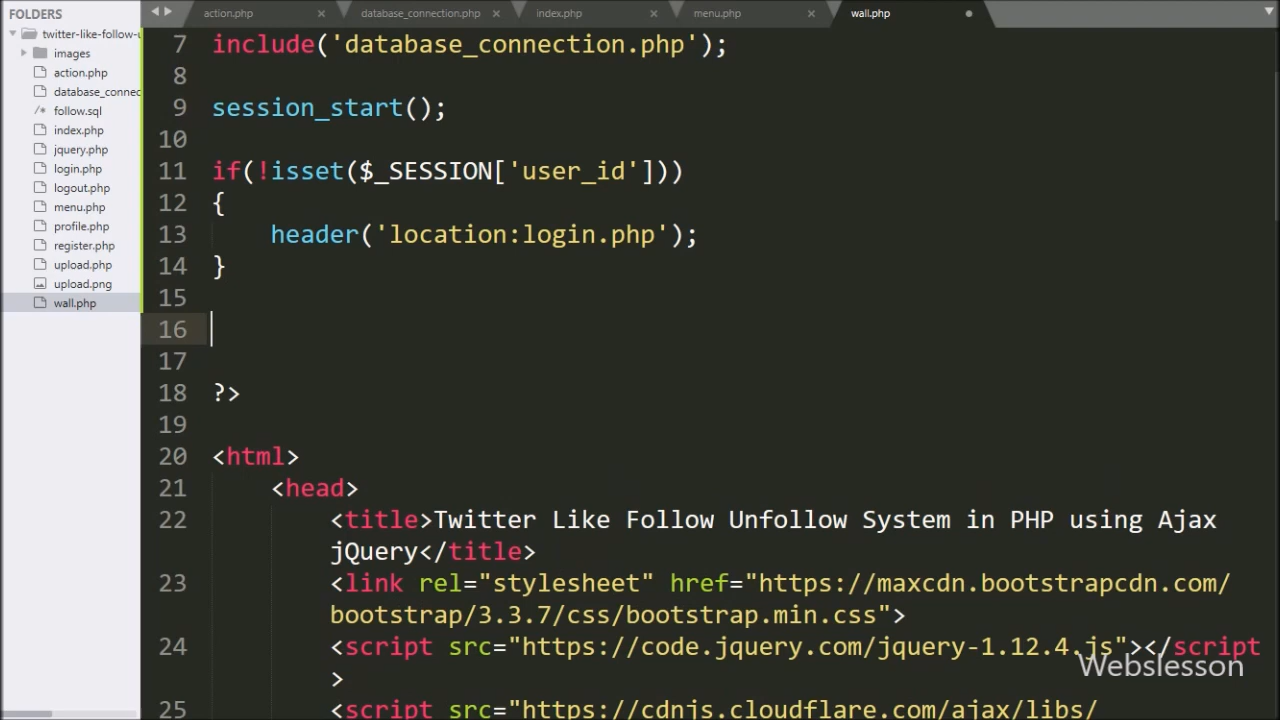 action.php
database_connection.php
index.php
menu.php
wall.php
FOLDERS
twitter-like-follow-u
images
action.php
database_connec
follow.sql
index.php
jquery.php
login.php
logout.php
menu.php
profile.php
register.php
upload.php
upload.png
wall.php
7 include('database_connection.php');
8
9 session_start();
10
11 if(!isset($_SESSION['user_id']))
12 {
13 header('location:login.php');
14 }
15
16
17
18 ?>
19
20 <html>
21 <head>
22 <title>Twitter Like Follow Unfollow System in PHP using Ajax
jQuery</title>
23 <link rel="stylesheet" href="https://maxcdn.bootstrapcdn.com/
bootstrap/3.3.7/css/bootstrap.min.css">
24 <script src="https://code.jquery.com/jquery-1.12.4.js"></script
>
25 <script src="https://cdnjs.cloudflare.com/ajax/libs/
Webslesson